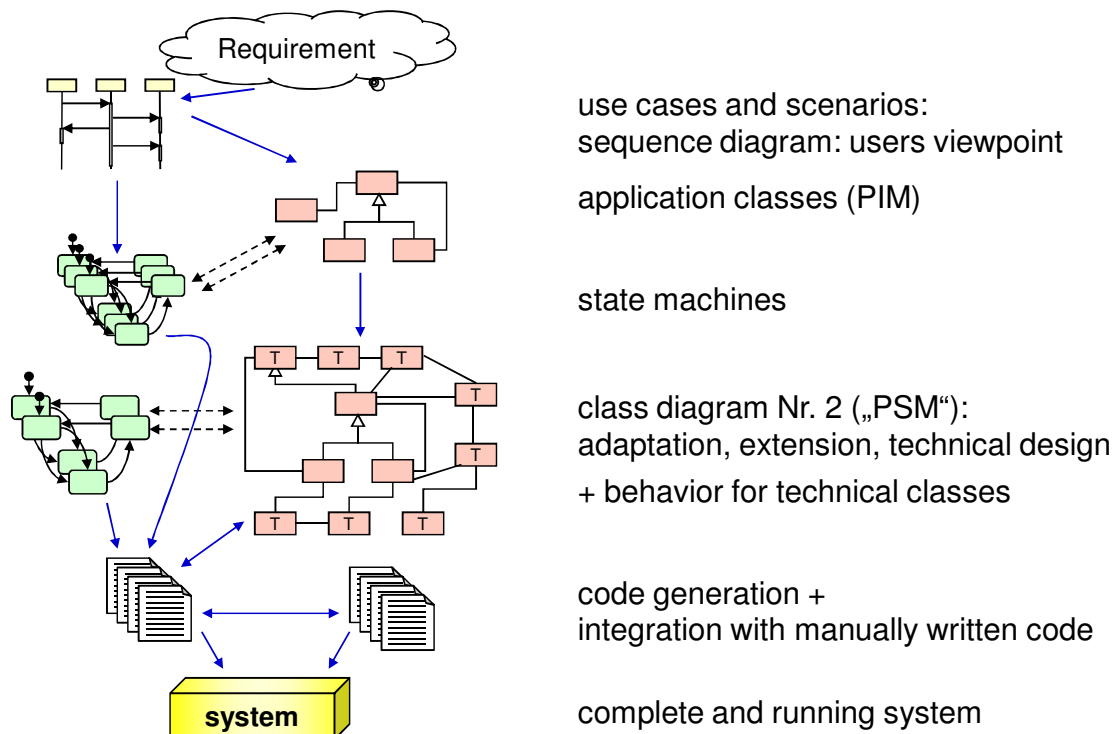 Requirement
use cases and scenarios:
sequence diagram: users viewpoint
application classes (PIM)
state machines
T T T
T
class diagram Nr. 2 („PSM“):
adaptation, extension, technical design
T
+ behavior for technical classes
T T T
code generation +
integration with manually written code
system
complete and running system